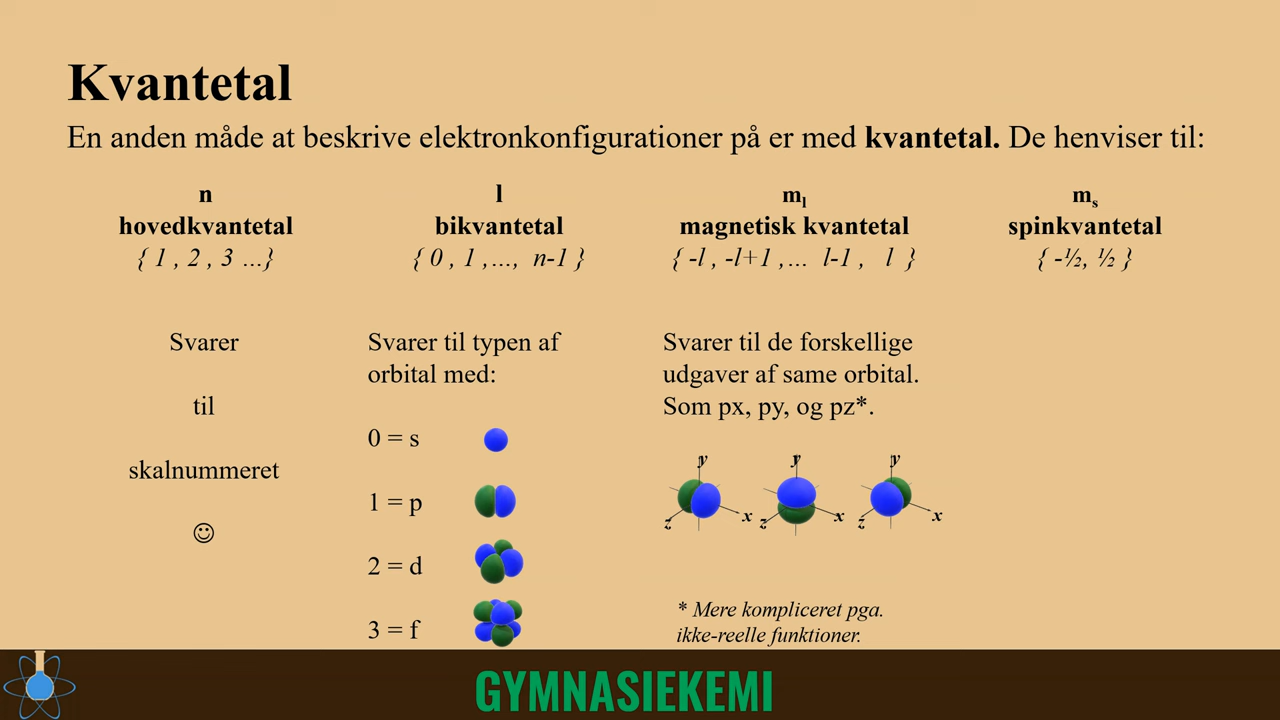 Kvantetal
En anden måde at beskrive elektronkonfigurationer på er med kvantetal. De henviser til:
n
hovedkvantetal
{ 1 , 2 , 3 ...}
l
bikvantetal
{ 0 , 1 ,..., n-1 }
mₗ
magnetisk kvantetal
{ -l , -l+1 ,... l-1 , l }
mₛ
spinkvantetal
{ -½, ½ }
Svarer
til
skalnummeret
☺
Svarer til typen af
orbital med:
0 = s
1 = p
2 = d
3 = f
Svarer til de forskellige
udgaver af same orbital.
Som px, py, og pz*.
y
z x
y
z x
y
z x
* Mere kompliceret pga.
ikke-reelle funktioner.
GYMNASIEKEMI